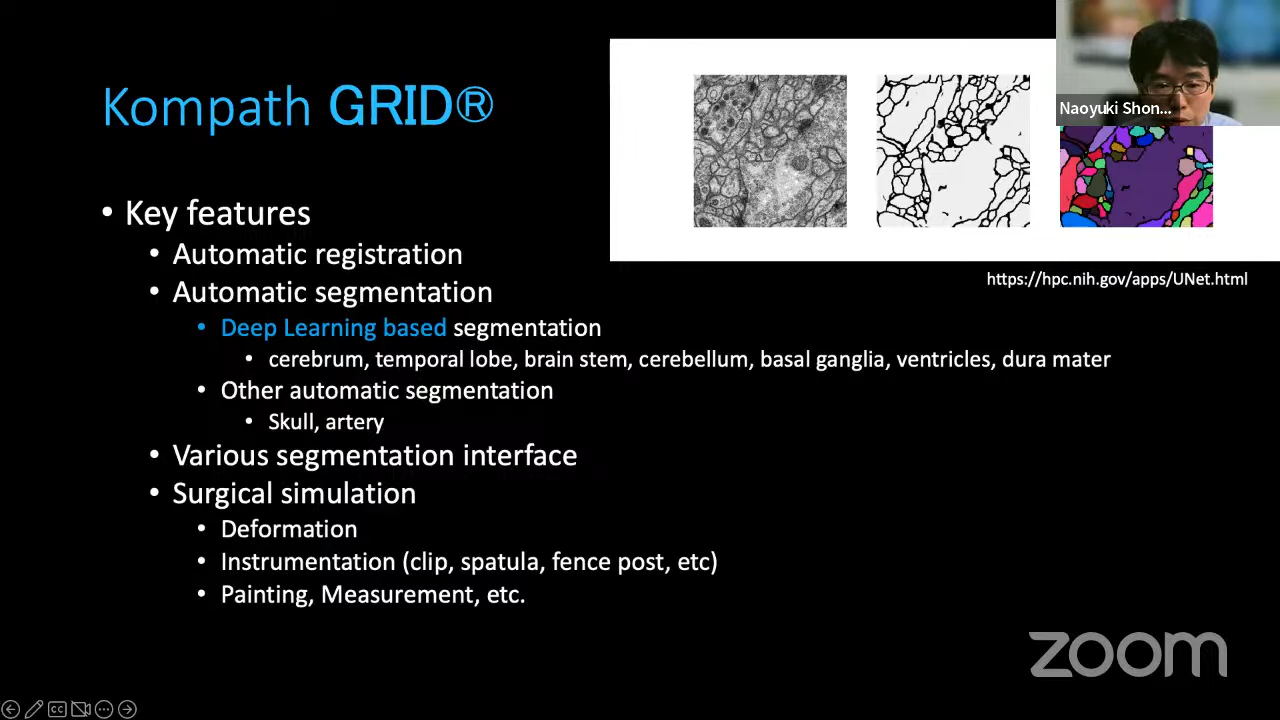 Kompath GRID®
Naoyuki Shon...
• Key features
• Automatic registration
• Automatic segmentation
https://hpc.nih.gov/apps/UNet.html
• Deep Learning based segmentation
• cerebrum, temporal lobe, brain stem, cerebellum, basal ganglia, ventricles, dura mater
• Other automatic segmentation
• Skull, artery
• Various segmentation interface
• Surgical simulation
• Deformation
• Instrumentation (clip, spatula, fence post, etc)
• Painting, Measurement, etc.
zoom
CC